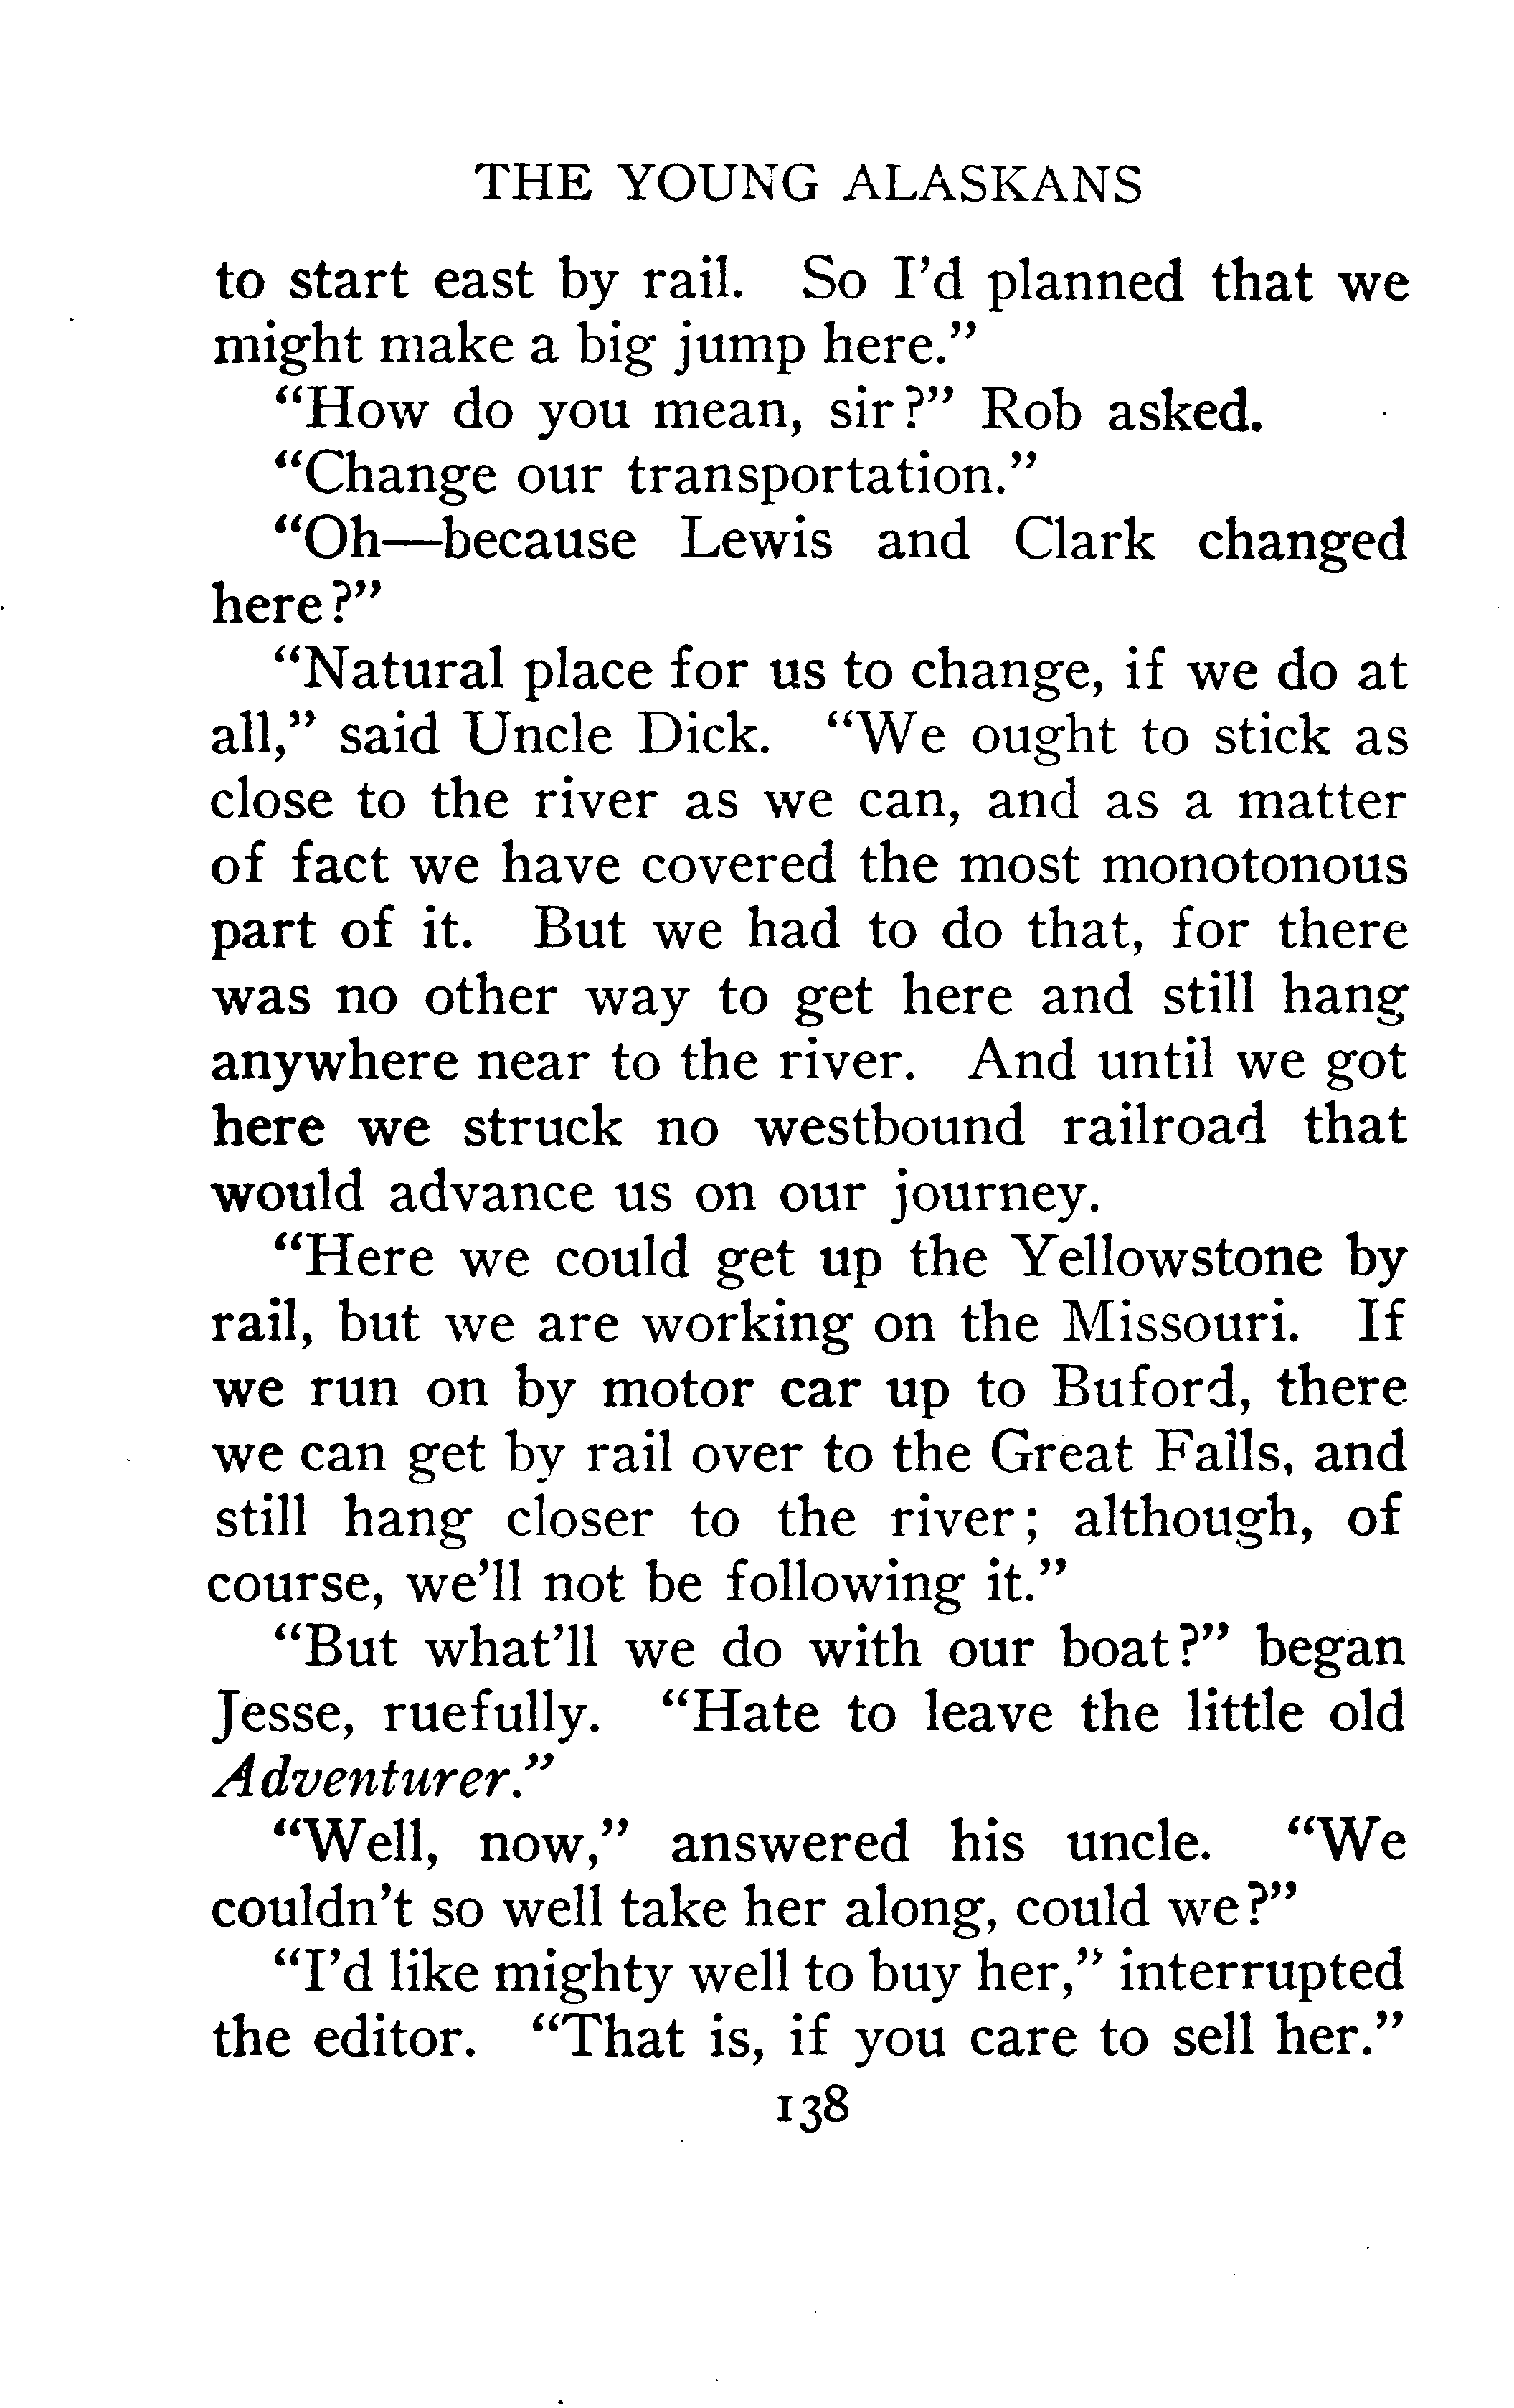 THE YOUNG ALASKANS
to start east by rail. So I'd planned that we
might make a big jump here."
"How do you mean, sir?" Rob asked.
"Change our transportation."
"Oh—because Lewis and Clark changed
here?"
"Natural place for us to change, if we do at
all," said Uncle Dick. "We ought to stick as
close to the river as we can, and as a matter
of fact we have covered the most monotonous
part of it. But we had to do that, for there
was no other way to get here and still hang
anywhere near to the river. And until we got
here we struck no westbound railroad that
would advance us on our journey.
"Here we could get up the Yellowstone by
rail, but we are working on the Missouri. If
we run on by motor car up to Buford, there
we can get by rail over to the Great Falls, and
still hang closer to the river; although, of
course, we'll not be following it."
"But what'll we do with our boat?" began
Jesse, ruefully. "Hate to leave the little old
Adventurer."
"Well, now," answered his uncle. "We
couldn't so well take her along, could we?"
"I'd like mighty well to buy her," interrupted
the editor. "That is, if you care to sell her."
138